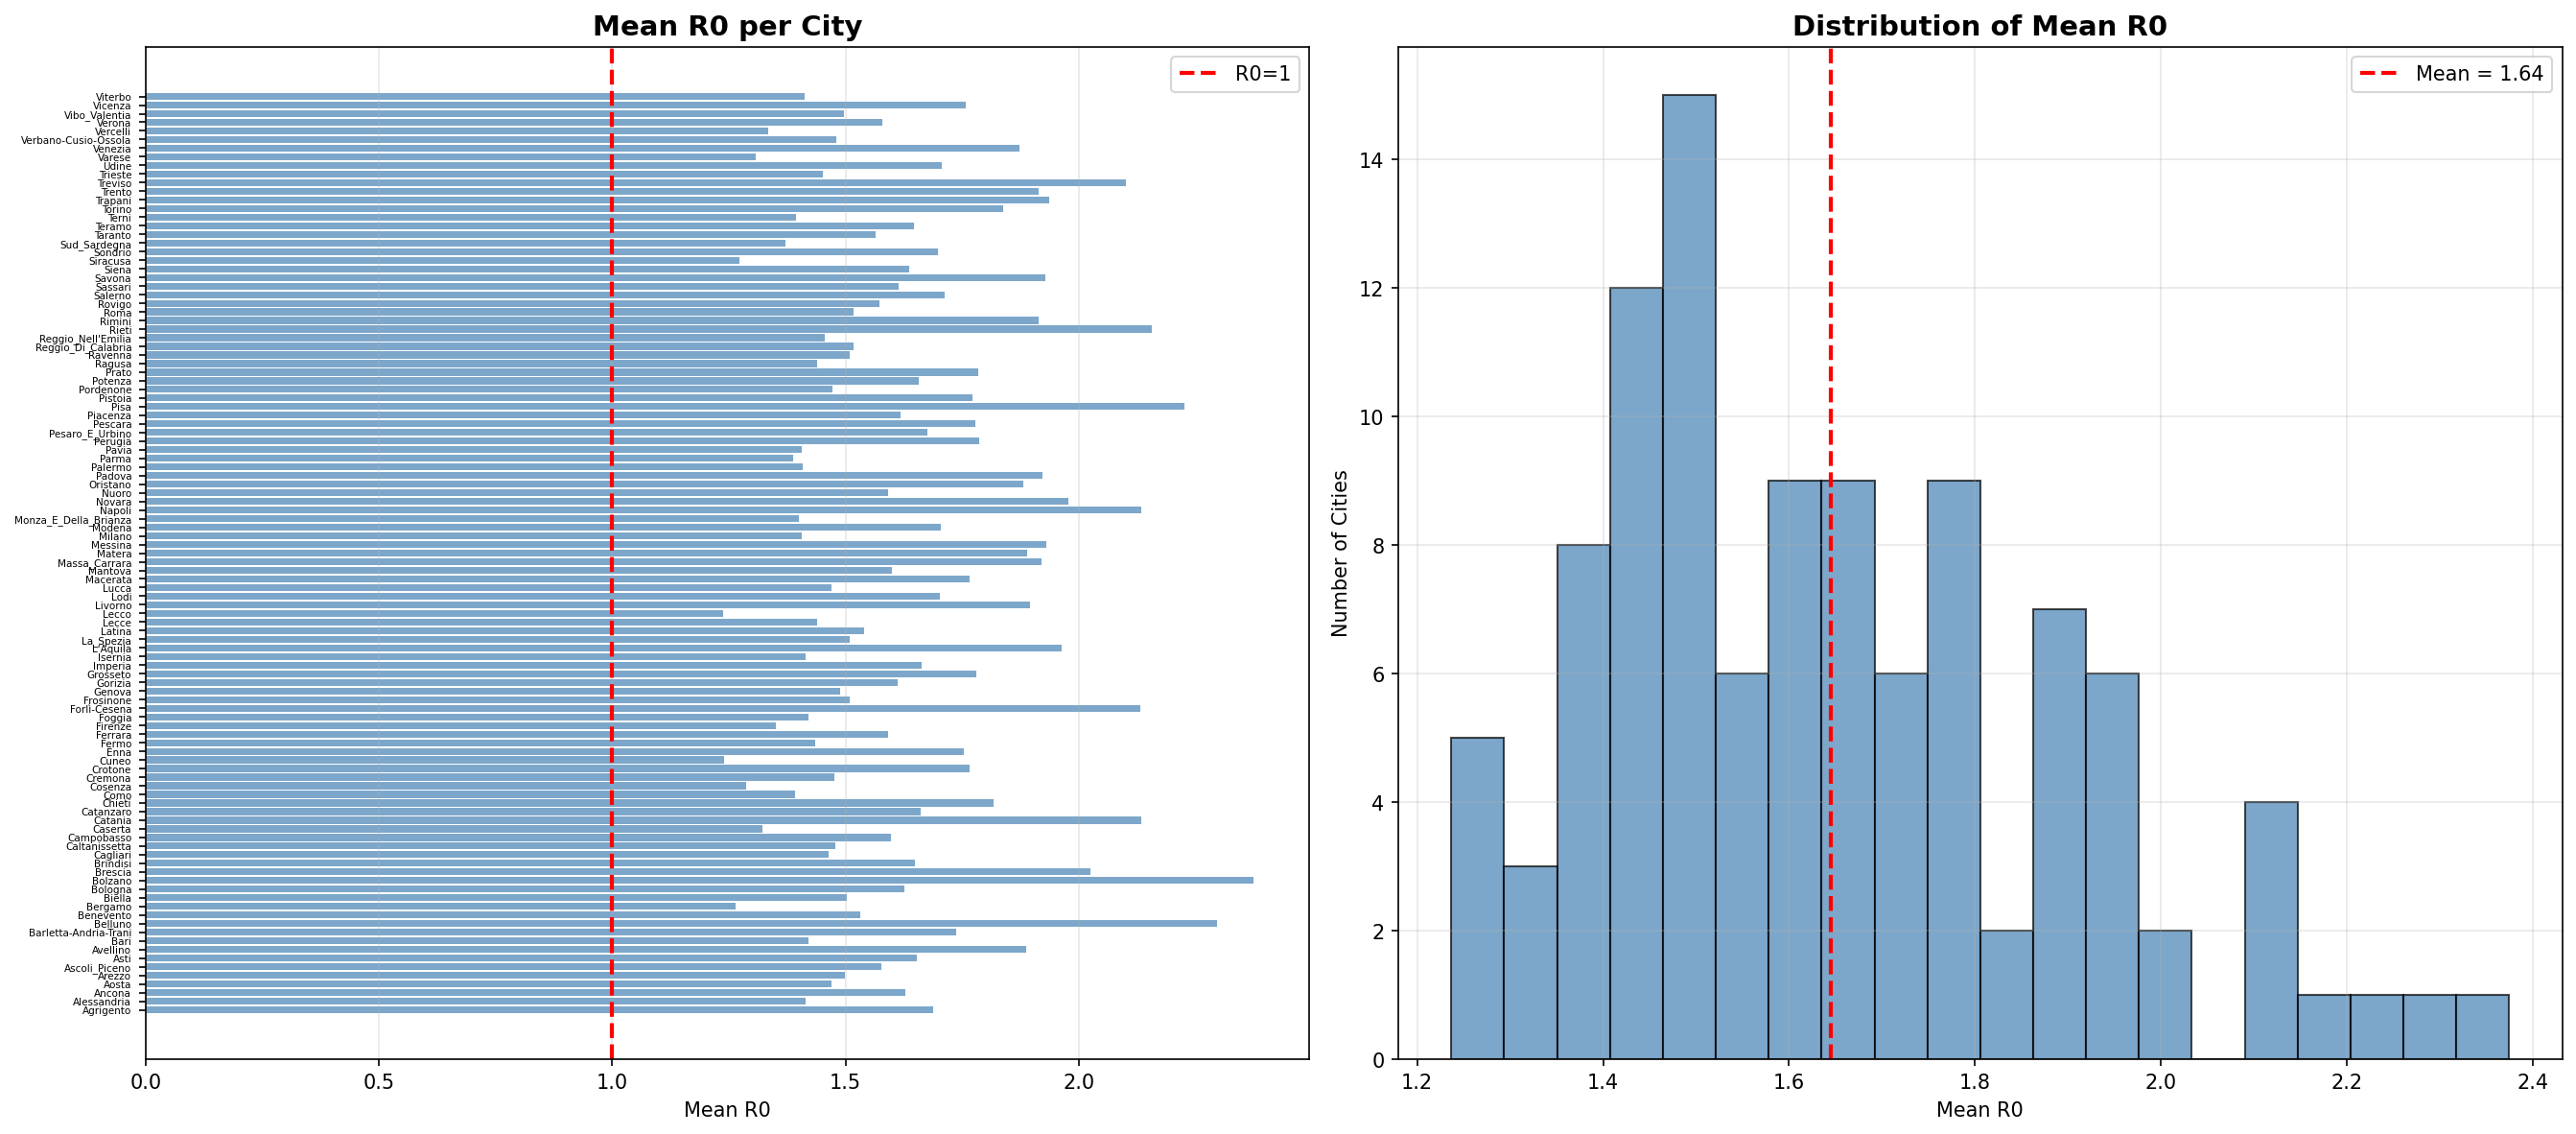 Mean R0 per City
R0=1
Viterbo
Vicenza
Vibo_Valentia
Verona
Vercelli
Verbano-Cusio-Ossola
Venezia
Varese
Udine
Trieste
Treviso
Trento
Trapani
Torino
Terni
Teramo
Taranto
Sud_Sardegna
Sondrio
Siracusa
Siena
Savona
Sassari
Salerno
Rovigo
Roma
Rimini
Rieti
Reggio_Nell'Emilia
Reggio_Di_Calabria
Ravenna
Ragusa
Prato
Potenza
Pordenone
Pistoia
Pisa
Piacenza
Pescara
Pesaro_E_Urbino
Perugia
Pavia
Parma
Palermo
Padova
Oristano
Nuoro
Novara
Napoli
Monza_E_Della_Brianza
Modena
Milano
Messina
Matera
Massa_Carrara
Mantova
Macerata
Lucca
Lodi
Livorno
Lecco
Lecce
Latina
La_Spezia
L'Aquila
Isernia
Imperia
Grosseto
Gorizia
Genova
Frosinone
Forlì-Cesena
Foggia
Firenze
Ferrara
Fermo
Enna
Cuneo
Crotone
Cremona
Cosenza
Como
Chieti
Catanzaro
Catania
Caserta
Campobasso
Caltanissetta
Cagliari
Brindisi
Brescia
Bolzano
Bologna
Biella
Bergamo
Benevento
Belluno
Barletta-Andria-Trani
Bari
Avellino
Asti
Ascoli_Piceno
Arezzo
Aosta
Ancona
Alessandria
Agrigento
0.0 0.5 1.0 1.5 2.0
Mean R0
Distribution of Mean R0
Mean = 1.64
Number of Cities
14
12
10
8
6
4
2
0
1.2 1.4 1.6 1.8 2.0 2.2 2.4
Mean R0